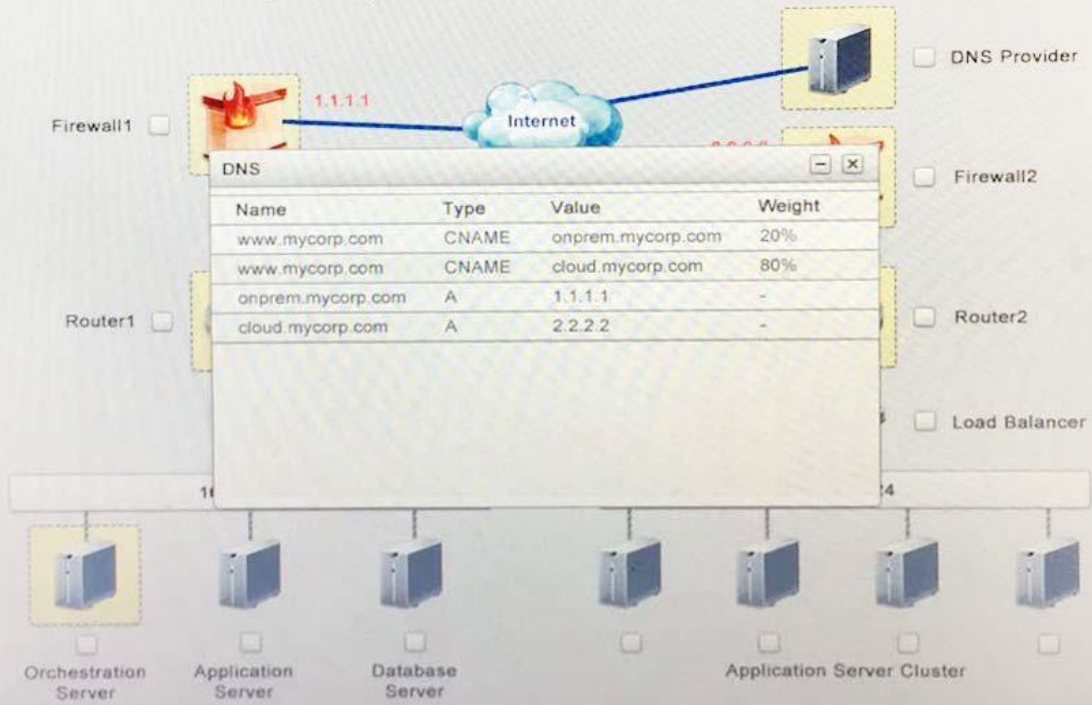 DNS Provider
1.1.1.1
Internet
Firewall1
Firewall2
DNS
Name Type Value Weight
www.mycorp.com CNAME onprem.mycorp.com 20%
www.mycorp.com CNAME cloud.mycorp.com 80%
onprem.mycorp.com A 1.1.1.1 -
cloud.mycorp.com A 2.2.2.2 -
Router1
Router2
Load Balancer
Orchestration Server
Application Server
Database Server
Application Server Cluster